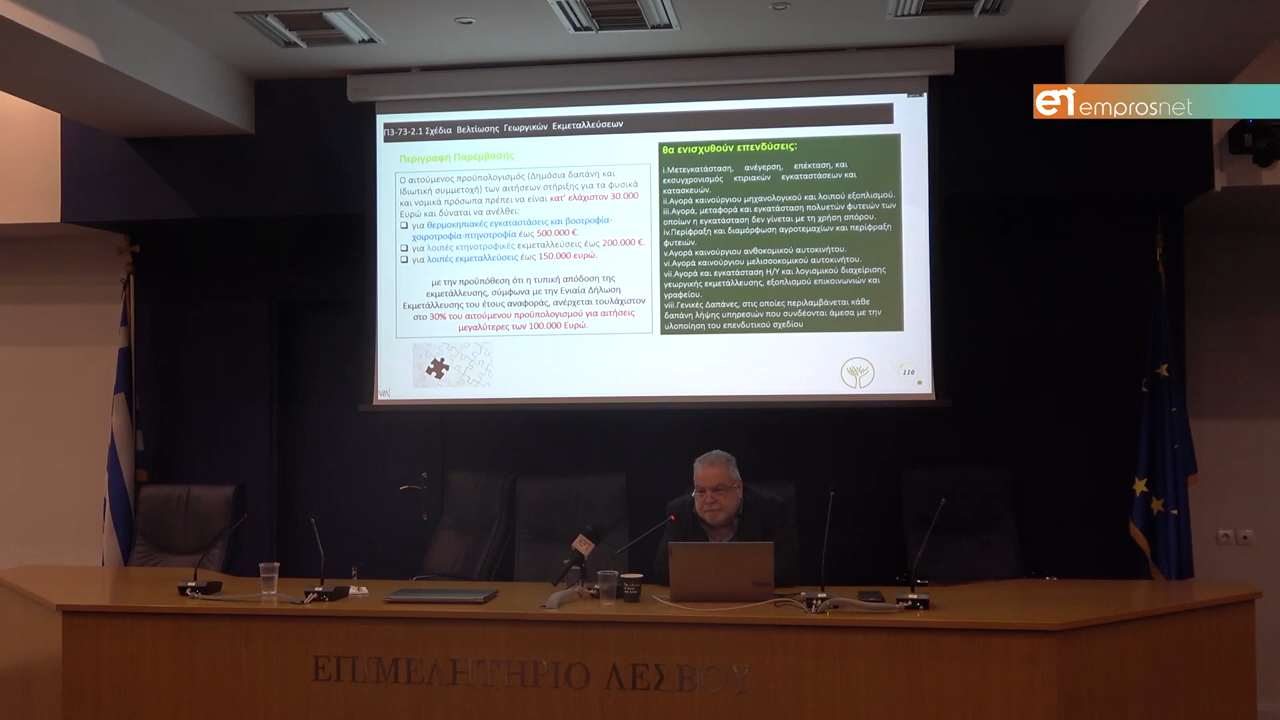 emprosnet
Π3-73-2.1 Σχέδια Βελτίωσης Γεωργικών Εκμεταλλεύσεων
Περιγραφή Παρέμβασης
Ο αιτούμενος προϋπολογισμός (Δημόσια δαπάνη και
Ιδιωτική συμμετοχή) των αιτήσεων στήριξης για τα φυσικά
και νομικά πρόσωπα πρέπει να είναι κατ' ελάχιστον 30.000
Ευρώ και δύναται να ανέλθει:
για θερμοκηπιακές εγκαταστάσεις και βοοτροφία-
χοιροτροφία-πτηνοτροφία έως 500.000 €.
για λοιπές κτηνοτροφικές εκμεταλλεύσεις έως 200.000 €.
για λοιπές εκμεταλλεύσεις έως 150.000 ευρώ.
με την προϋπόθεση ότι η τυπική απόδοση της
εκμετάλλευσης, σύμφωνα με την Ενιαία Δήλωση
Εκμετάλλευσης του έτους αναφοράς, ανέρχεται τουλάχιστον
στο 30% του αιτούμενου προϋπολογισμού για αιτήσεις
μεγαλύτερες των 100.000 Ευρώ.
θα ενισχυθούν επενδύσεις:
i.Μετεγκατάσταση, ανέγερση, επέκταση, και
εκσυγχρονισμός κτιριακών εγκαταστάσεων και
κατασκευών.
ii.Αγορά καινούργιου μηχανολογικού και λοιπού εξοπλισμού.
iii.Αγορά, μεταφορά και εγκατάσταση πολυετών φυτειών των
οποίων η εγκατάσταση δεν γίνεται με τη χρήση σπόρου.
iv.Περίφραξη και διαμόρφωση αγροτεμαχίων και περίφραξη
φυτειών.
v.Αγορά καινούργιου ανθοκομικού αυτοκινήτου.
vi.Αγορά καινούργιου μελισσοκομικού αυτοκινήτου.
vii.Αγορά και εγκατάσταση Η/Υ και λογισμικού διαχείρισης
γεωργικής εκμετάλλευσης, εξοπλισμού επικοινωνιών και
γραφείου.
viii.Γενικές Δαπάνες, στις οποίες περιλαμβάνεται κάθε
δαπάνη λήψης υπηρεσιών που συνδέονται άμεσα με την
υλοποίηση του επενδυτικού σχεδίου
110
ΕΠΙΜΕΛΗΤΗΡΙΟ ΛΕΣΒΟΥ